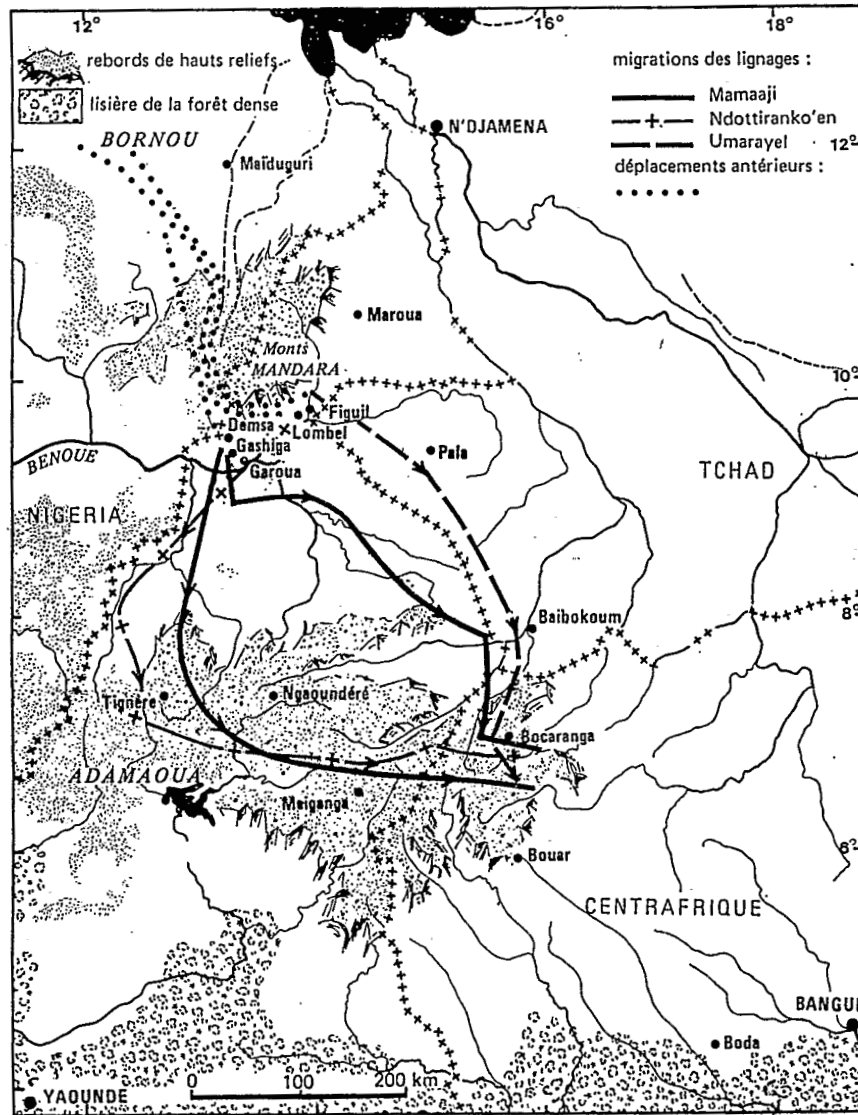 12°
16°
18°
rebords de hauts reliefs
lisière de la forêt dense
migrations des lignages :
Mamaaji
Ndottiranko'en
Umarayel
déplacements antérieurs :
12°
N'DJAMENA
BORNOU
Maïduguri
Maroua
Monts
MANDARA
10°
Figuil
Demsa
Lombel
Gashiga
Garoua
BENOUE
Pala
TCHAD
NIGERIA
8°
Baibokoum
Tignère
Ngaoundéré
Bocaranga
ADAMAOUA
Meiganga
6°
Bouar
CENTRAFRIQUE
BANGUI
Boda
0 100 200 km
YAOUNDE